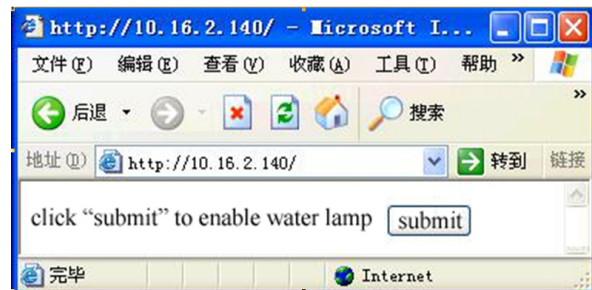 http://10.16.2.140/ - Microsoft I...
文件(F) 编辑(E) 查看(V) 收藏(A) 工具(T) 帮助 »
后退 搜索 »
地址(D) http://10.16.2.140/ 转到 链接
click “submit” to enable water lamp submit
完毕 Internet